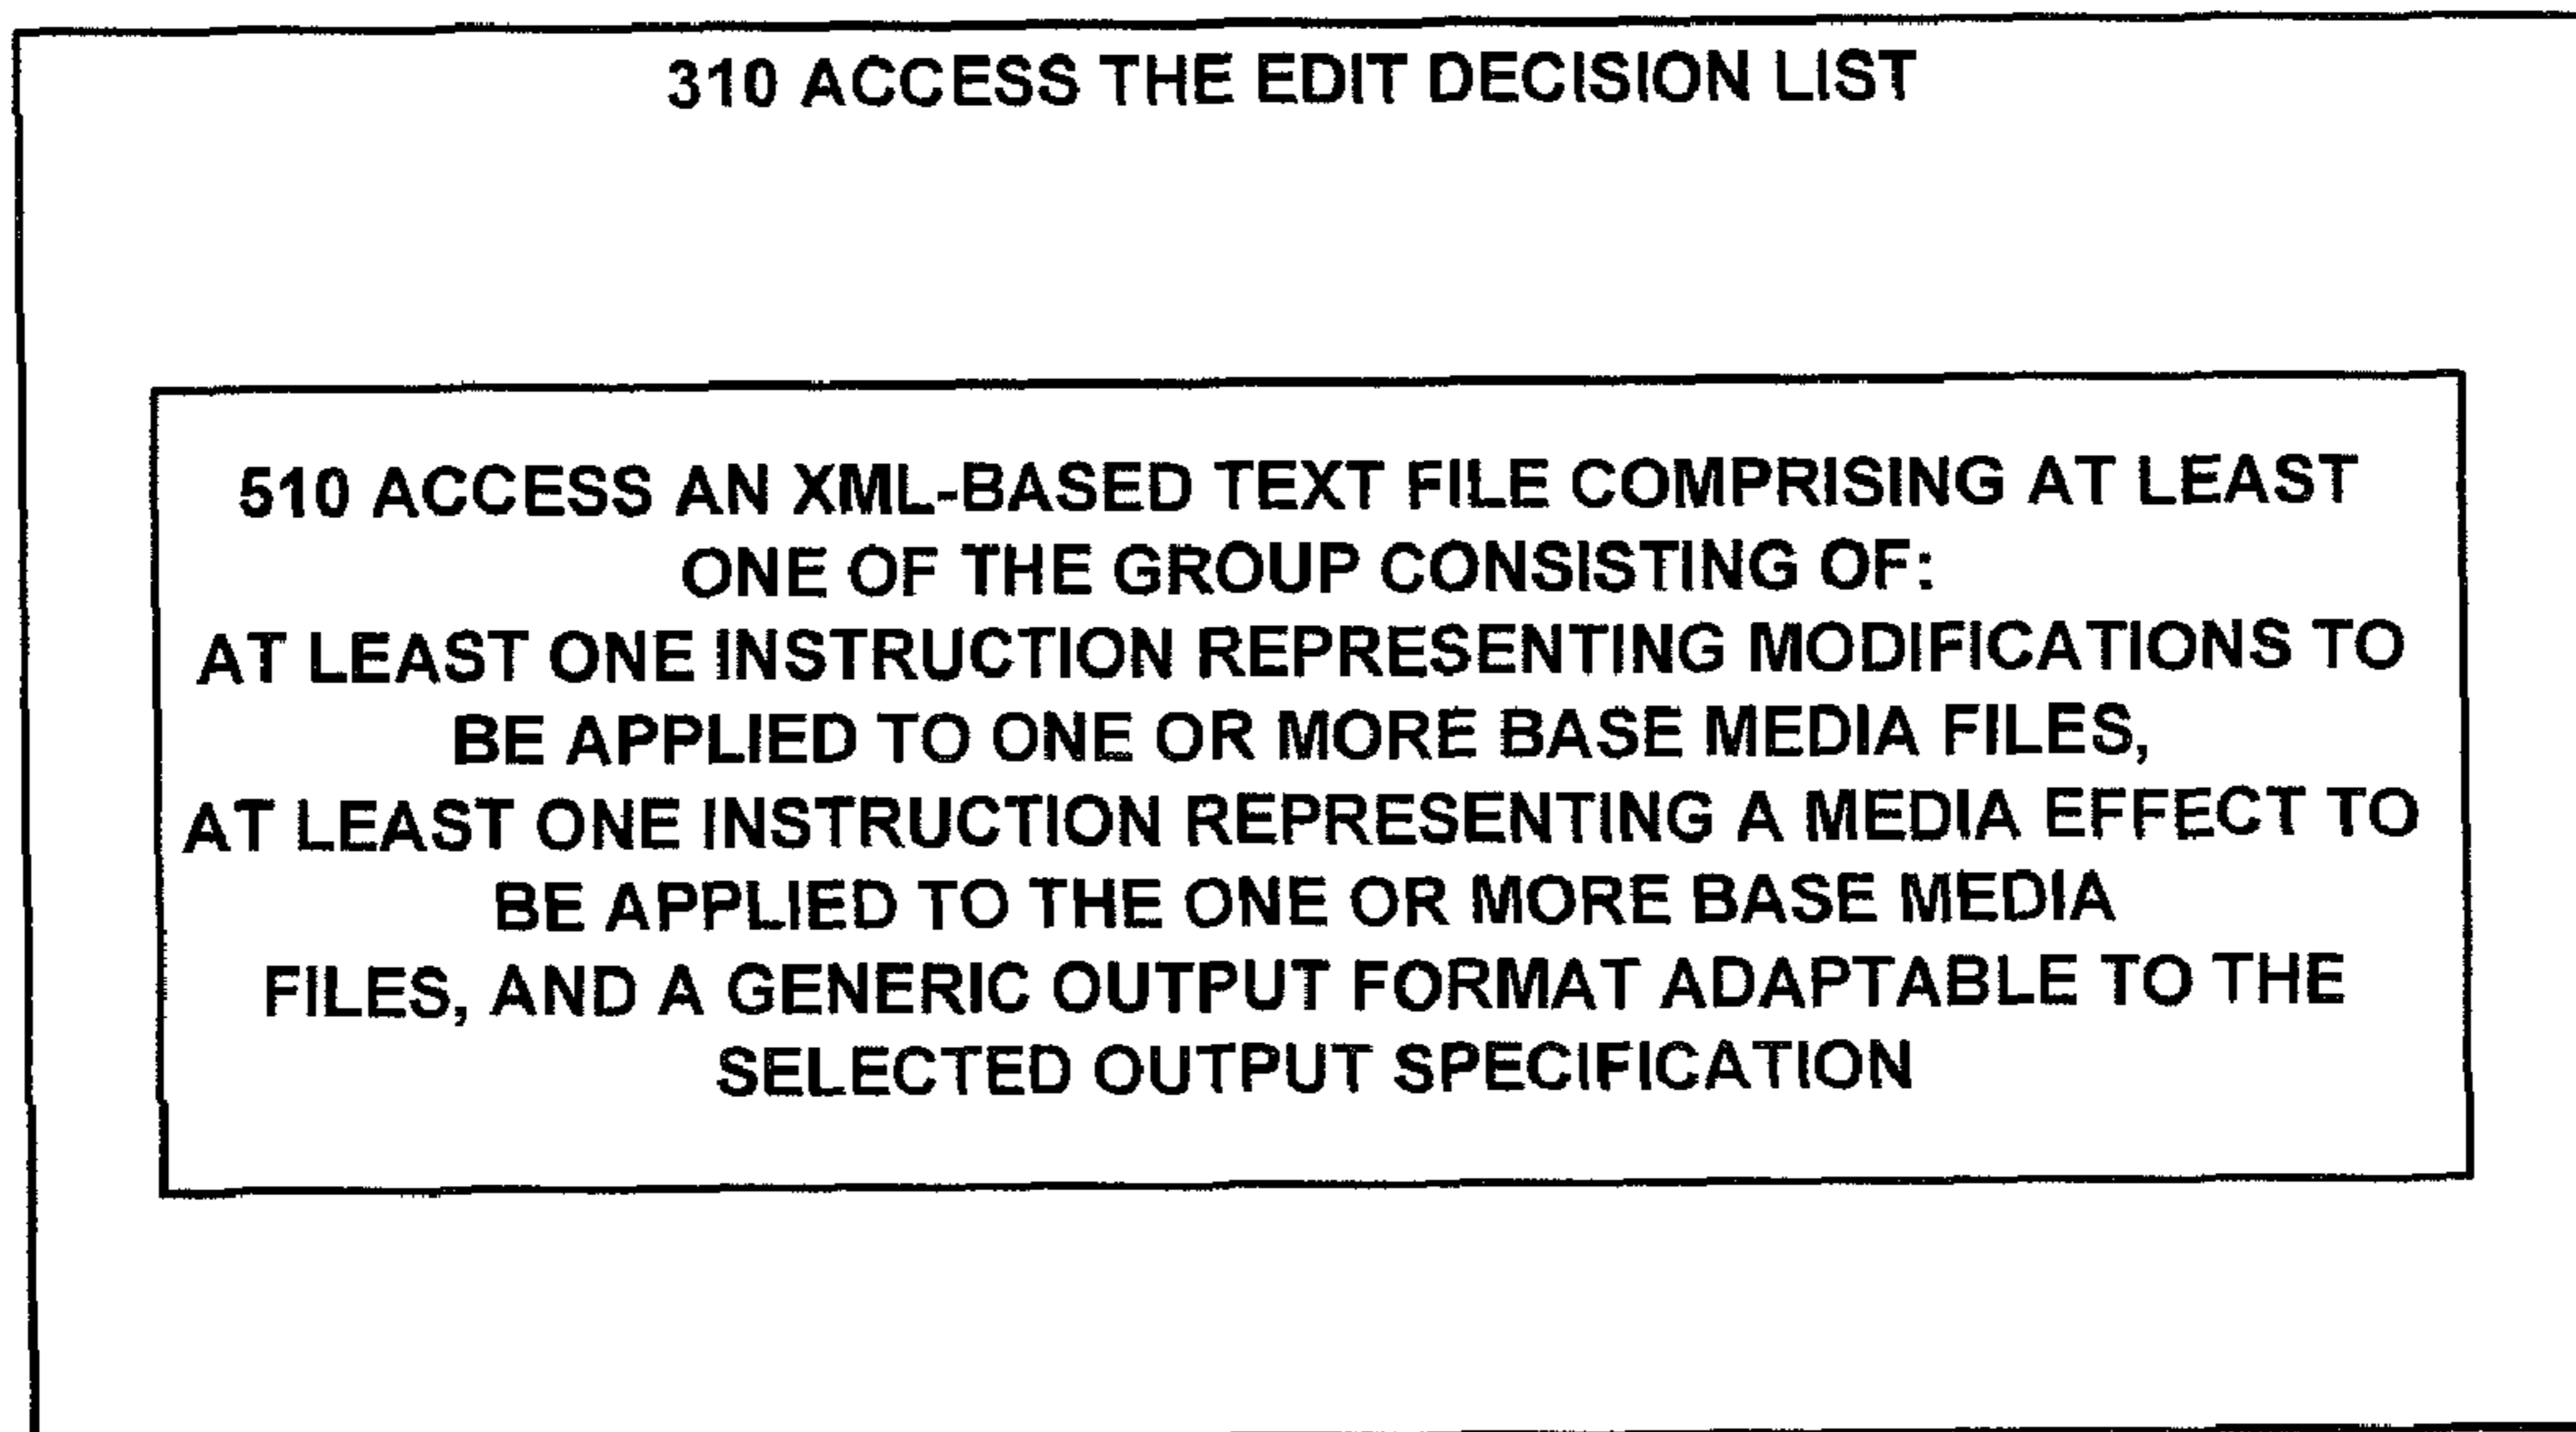 310 ACCESS THE EDIT DECISION LIST
510 ACCESS AN XML-BASED TEXT FILE COMPRISING AT LEAST
ONE OF THE GROUP CONSISTING OF:
AT LEAST ONE INSTRUCTION REPRESENTING MODIFICATIONS TO
BE APPLIED TO ONE OR MORE BASE MEDIA FILES,
AT LEAST ONE INSTRUCTION REPRESENTING A MEDIA EFFECT TO
BE APPLIED TO THE ONE OR MORE BASE MEDIA
FILES, AND A GENERIC OUTPUT FORMAT ADAPTABLE TO THE
SELECTED OUTPUT SPECIFICATION